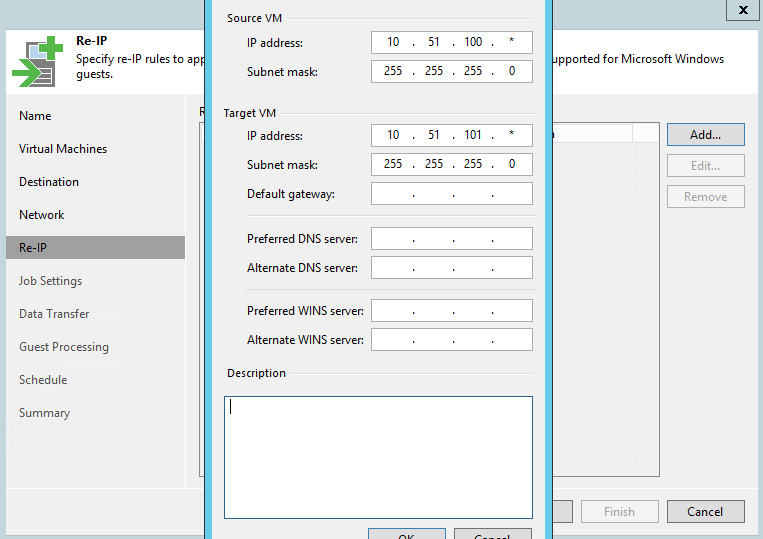 x
Re-IP
Specify re-IP rules to app
upported for Microsoft Windows
guests.
Name
Virtual Machines
Destination
Network
Re-IP
Job Settings
Data Transfer
Guest Processing
Schedule
Summary
Source VM
IP address: 10 . 51 . 100 . *
Subnet mask: 255 . 255 . 255 . 0
Target VM
IP address: 10 . 51 . 101 . *
Subnet mask: 255 . 255 . 255 . 0
Default gateway: . . .
Preferred DNS server: . . .
Alternate DNS server: . . .
Preferred WINS server: . . .
Alternate WINS server: . . .
Description
OK Cancel
Add...
Edit...
Remove
Finish Cancel